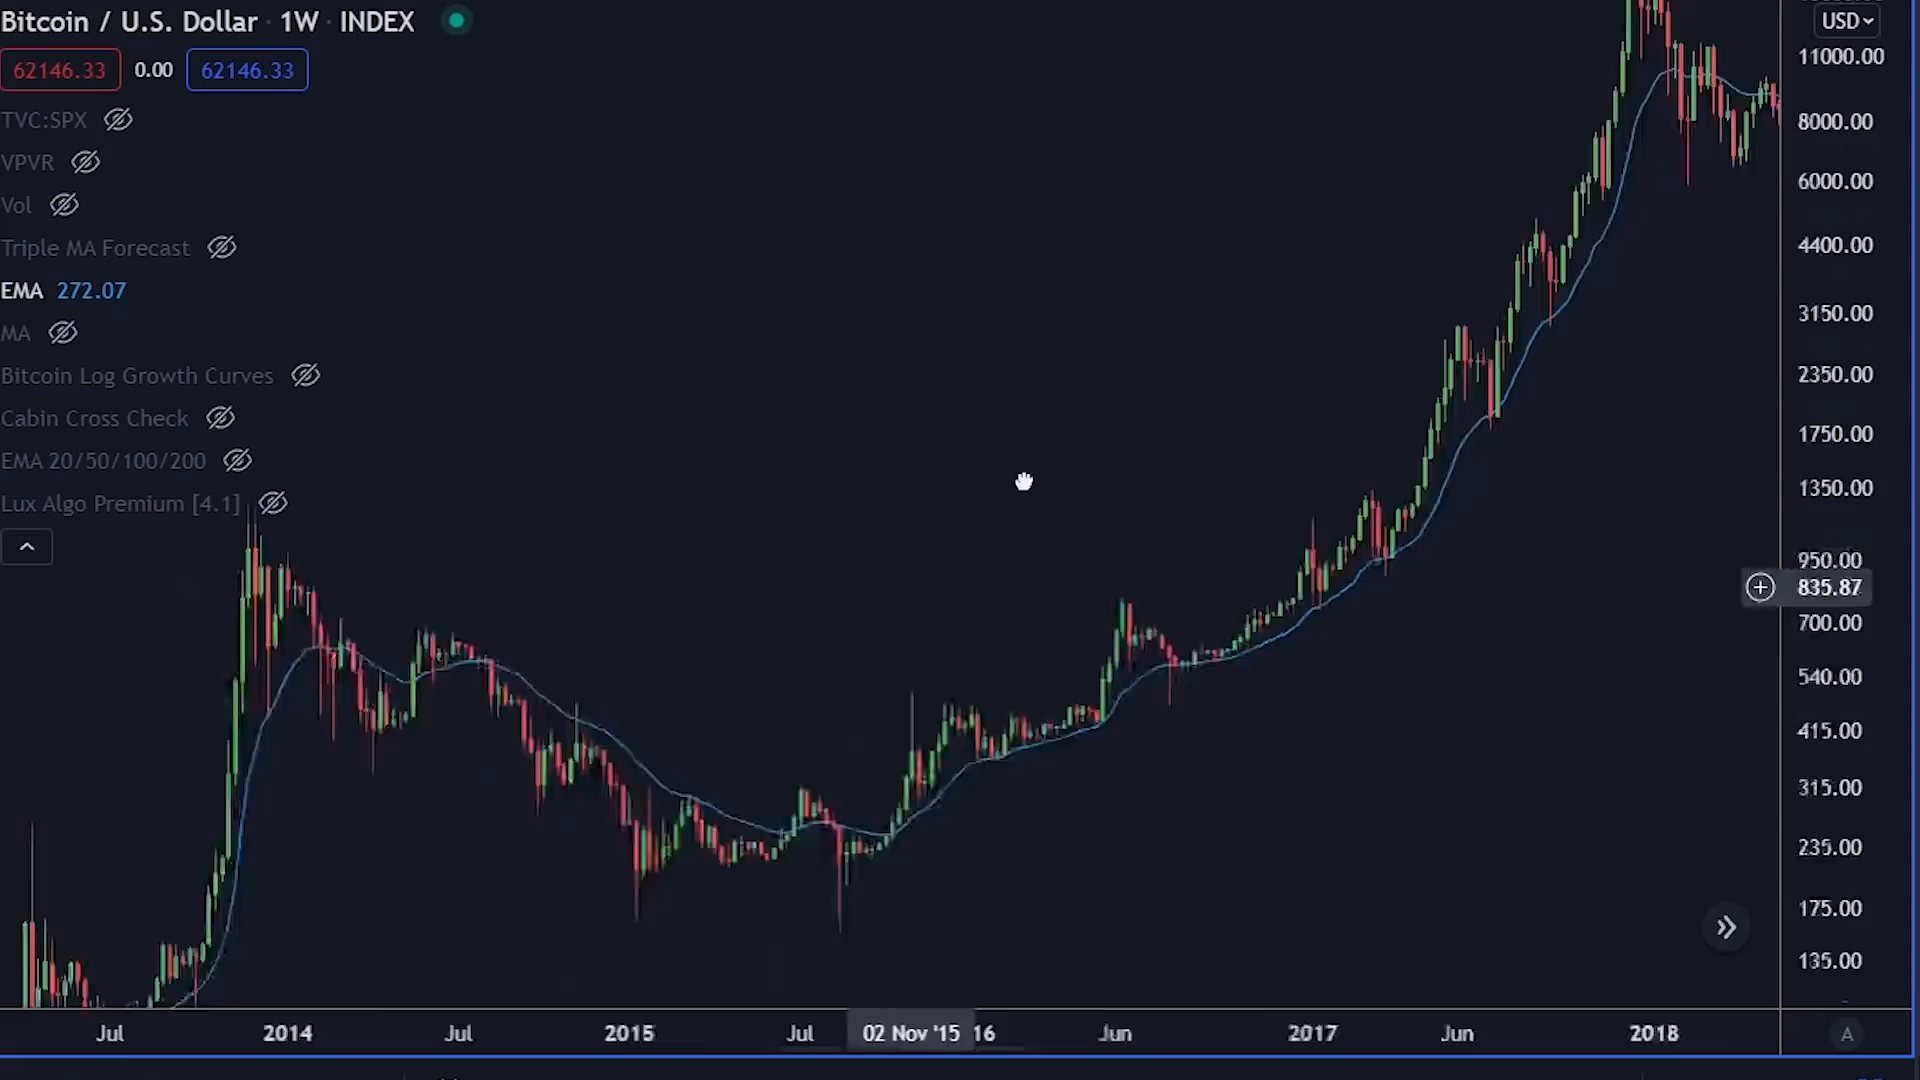 Bitcoin / U.S. Dollar · 1W · INDEX
62146.33 0.00 62146.33
TVC:SPX
VPVR
Vol
Triple MA Forecast
EMA 272.07
MA
Bitcoin Log Growth Curves
Cabin Cross Check
EMA 20/50/100/200
Lux Algo Premium [4.1]
USD
11000.00
8000.00
6000.00
4400.00
3150.00
2350.00
1750.00
1350.00
950.00
835.87
700.00
540.00
415.00
315.00
235.00
175.00
135.00
Jul 2014 Jul 2015 Jul 02 Nov '15 16 Jun 2017 Jun 2018 A